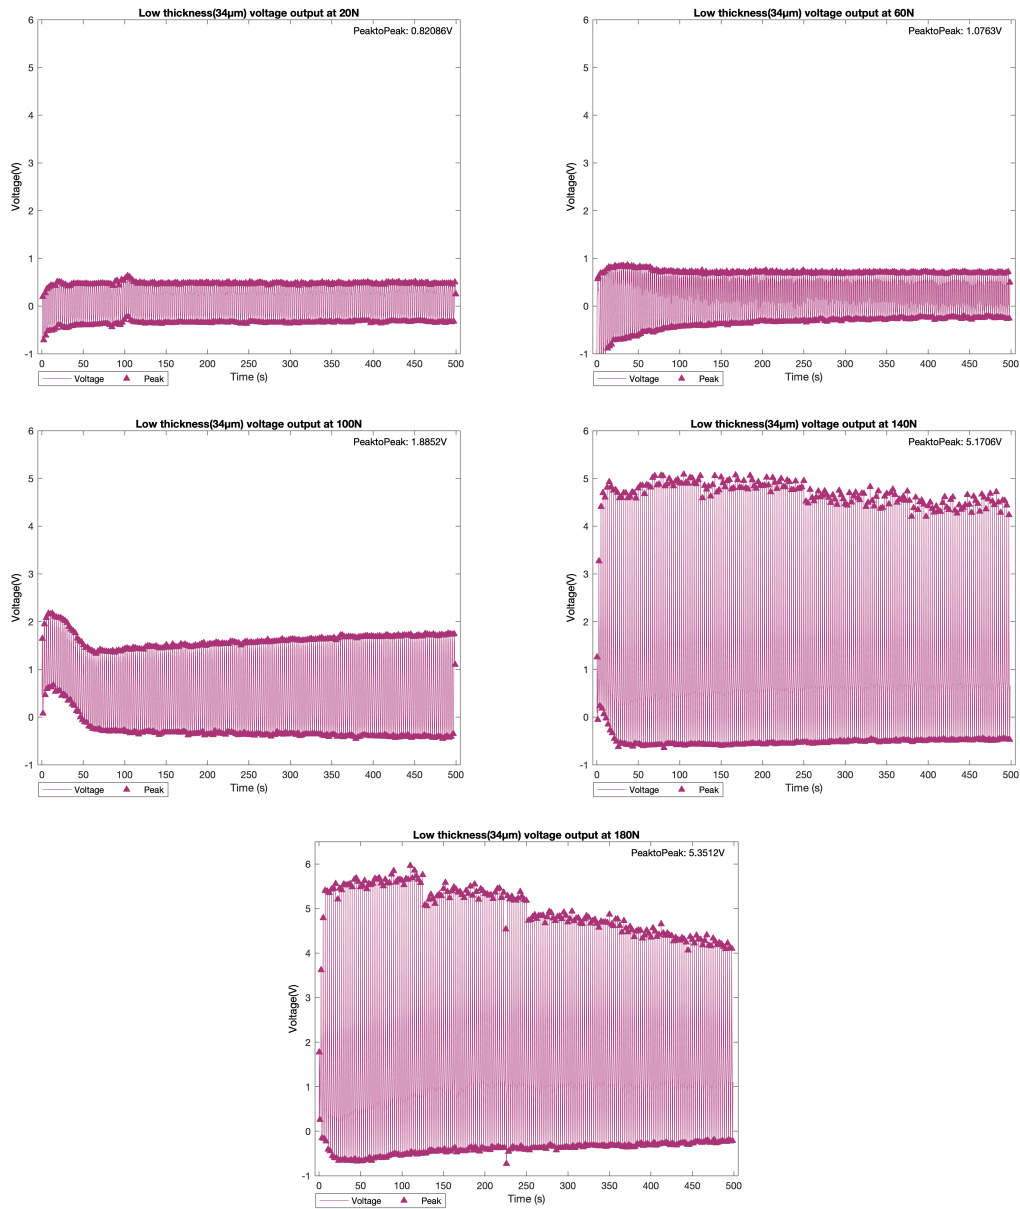 Low thickness(34µm) voltage output at 20N
PeaktoPeak: 0.82086V
6
5
4
3
2
1
0
-1
Voltage(V)
0 50 100 150 200 250 300 350 400 450 500
Time (s)
Voltage Peak
Low thickness(34µm) voltage output at 60N
PeaktoPeak: 1.0763V
6
5
4
3
2
1
0
-1
Voltage(V)
0 50 100 150 200 250 300 350 400 450 500
Time (s)
Voltage Peak
Low thickness(34µm) voltage output at 100N
PeaktoPeak: 1.8852V
6
5
4
3
2
1
0
-1
Voltage(V)
0 50 100 150 200 250 300 350 400 450 500
Time (s)
Voltage Peak
Low thickness(34µm) voltage output at 140N
PeaktoPeak: 5.1706V
6
5
4
3
2
1
0
-1
Voltage(V)
0 50 100 150 200 250 300 350 400 450 500
Time (s)
Voltage Peak
Low thickness(34µm) voltage output at 180N
PeaktoPeak: 5.3512V
6
5
4
3
2
1
0
-1
Voltage(V)
0 50 100 150 200 250 300 350 400 450 500
Time (s)
Voltage Peak